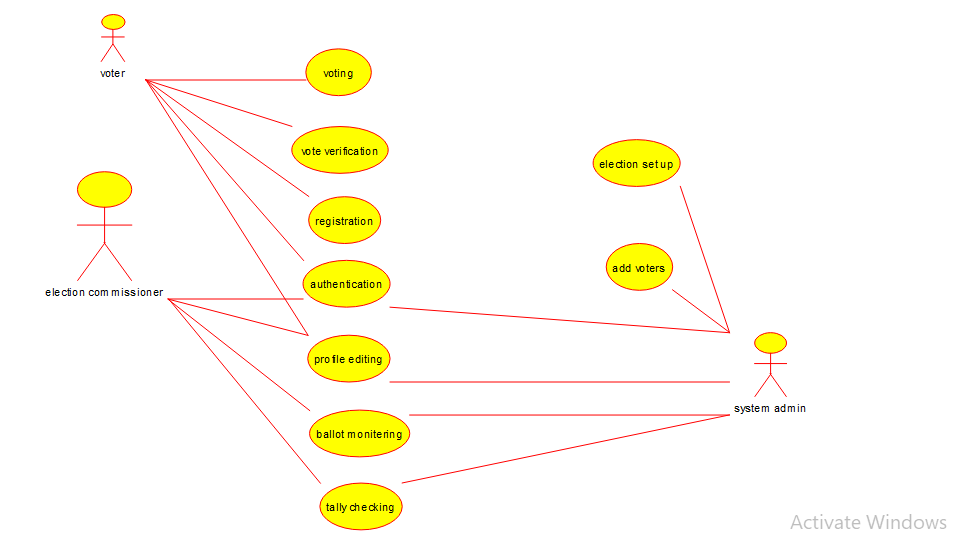 voter
voting
vote verification
election set up
registration
add voters
authentication
election commissioner
profile editing
system admin
ballot monitering
tally checking
Activate Windows